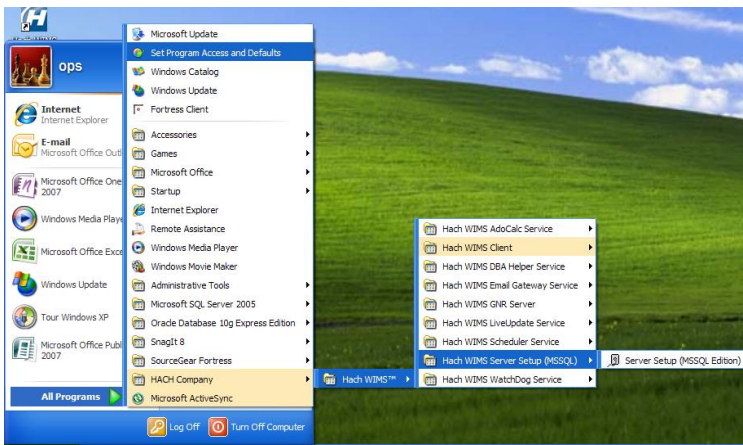 ops
Internet
Internet Explorer
E-mail
Microsoft Office Outl
Microsoft Office One
2007
Windows Media Playe
Microsoft Office Exce
Windows Update
Tour Windows XP
Microsoft Office Publ
2007
All Programs
Log Off
Turn Off Computer
Microsoft Update
Set Program Access and Defaults
Windows Catalog
Windows Update
Fortress Client
Accessories
Games
Microsoft Office
Startup
Internet Explorer
Remote Assistance
Windows Media Player
Windows Movie Maker
Administrative Tools
Microsoft SQL Server 2005
Oracle Database 10g Express Edition
SnagIt 8
SourceGear Fortress
HACH Company
Microsoft ActiveSync
Hach WIMS™
Hach WIMS AdoCalc Service
Hach WIMS Client
Hach WIMS DBA Helper Service
Hach WIMS Email Gateway Service
Hach WIMS GNR Server
Hach WIMS LiveUpdate Service
Hach WIMS Scheduler Service
Hach WIMS Server Setup (MSSQL)
Hach WIMS WatchDog Service
Server Setup (MSSQL Edition)